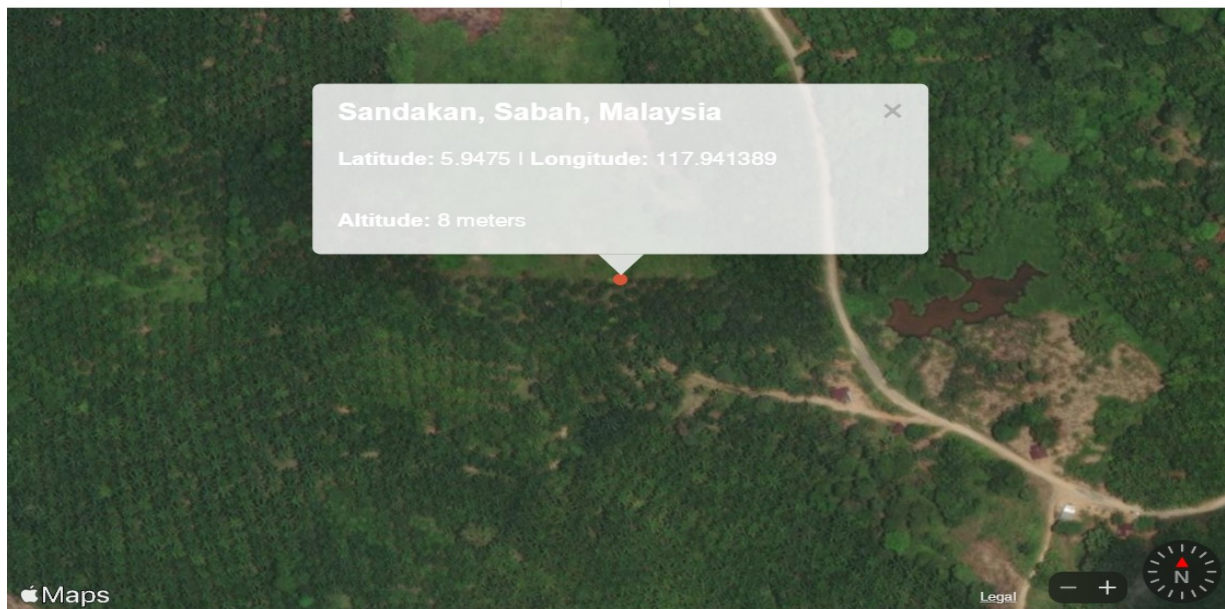 Sandakan, Sabah, Malaysia
Latitude: 5.9475 | Longitude: 117.941389
Altitude: 8 meters
Maps
Legal
N